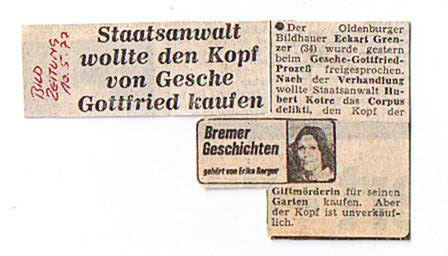 BILD
ZEITUNG
10.5.77
Staatsanwalt
wollte den Kopf
von Gesche
Gottfried kaufen
●Der Oldenburger
Bildhauer Eckart Gren-
zer (34) wurde gestern
beim Gesche-Gottfried-
Prozeß freigesprochen.
Nach der Verhandlung
wollte Staatsanwalt Hu-
bert Kotre das Corpus
delikti, den Kopf der
Bremer
Geschichten
gehört von Erika Berger
Giftmörderin für seinen
Garten kaufen. Aber
der Kopf ist unverkäuf-
lich.